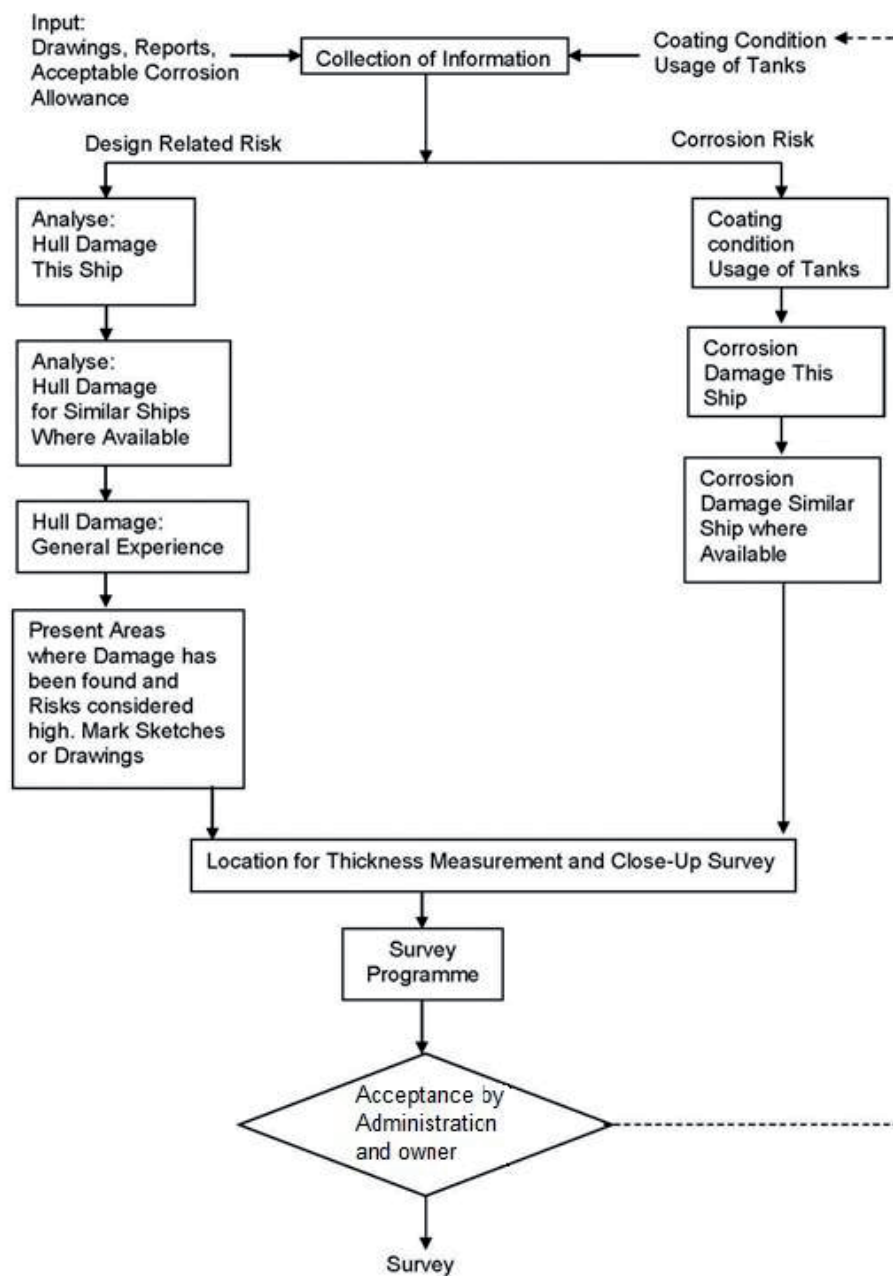 Input:
Drawings, Reports,
Acceptable Corrosion
Allowance
Collection of Information
Coating Condition
Usage of Tanks
Design Related Risk
Corrosion Risk
Analyse:
Hull Damage
This Ship
Analyse:
Hull Damage
for Similar Ships
Where Available
Hull Damage:
General Experience
Present Areas
where Damage has
been found and
Risks considered
high. Mark Sketches
or Drawings
Coating
condition
Usage of Tanks
Corrosion
Damage This
Ship
Corrosion
Damage Similar
Ship where
Available
Location for Thickness Measurement and Close-Up Survey
Survey
Programme
Acceptance by
Administration
and owner
Survey